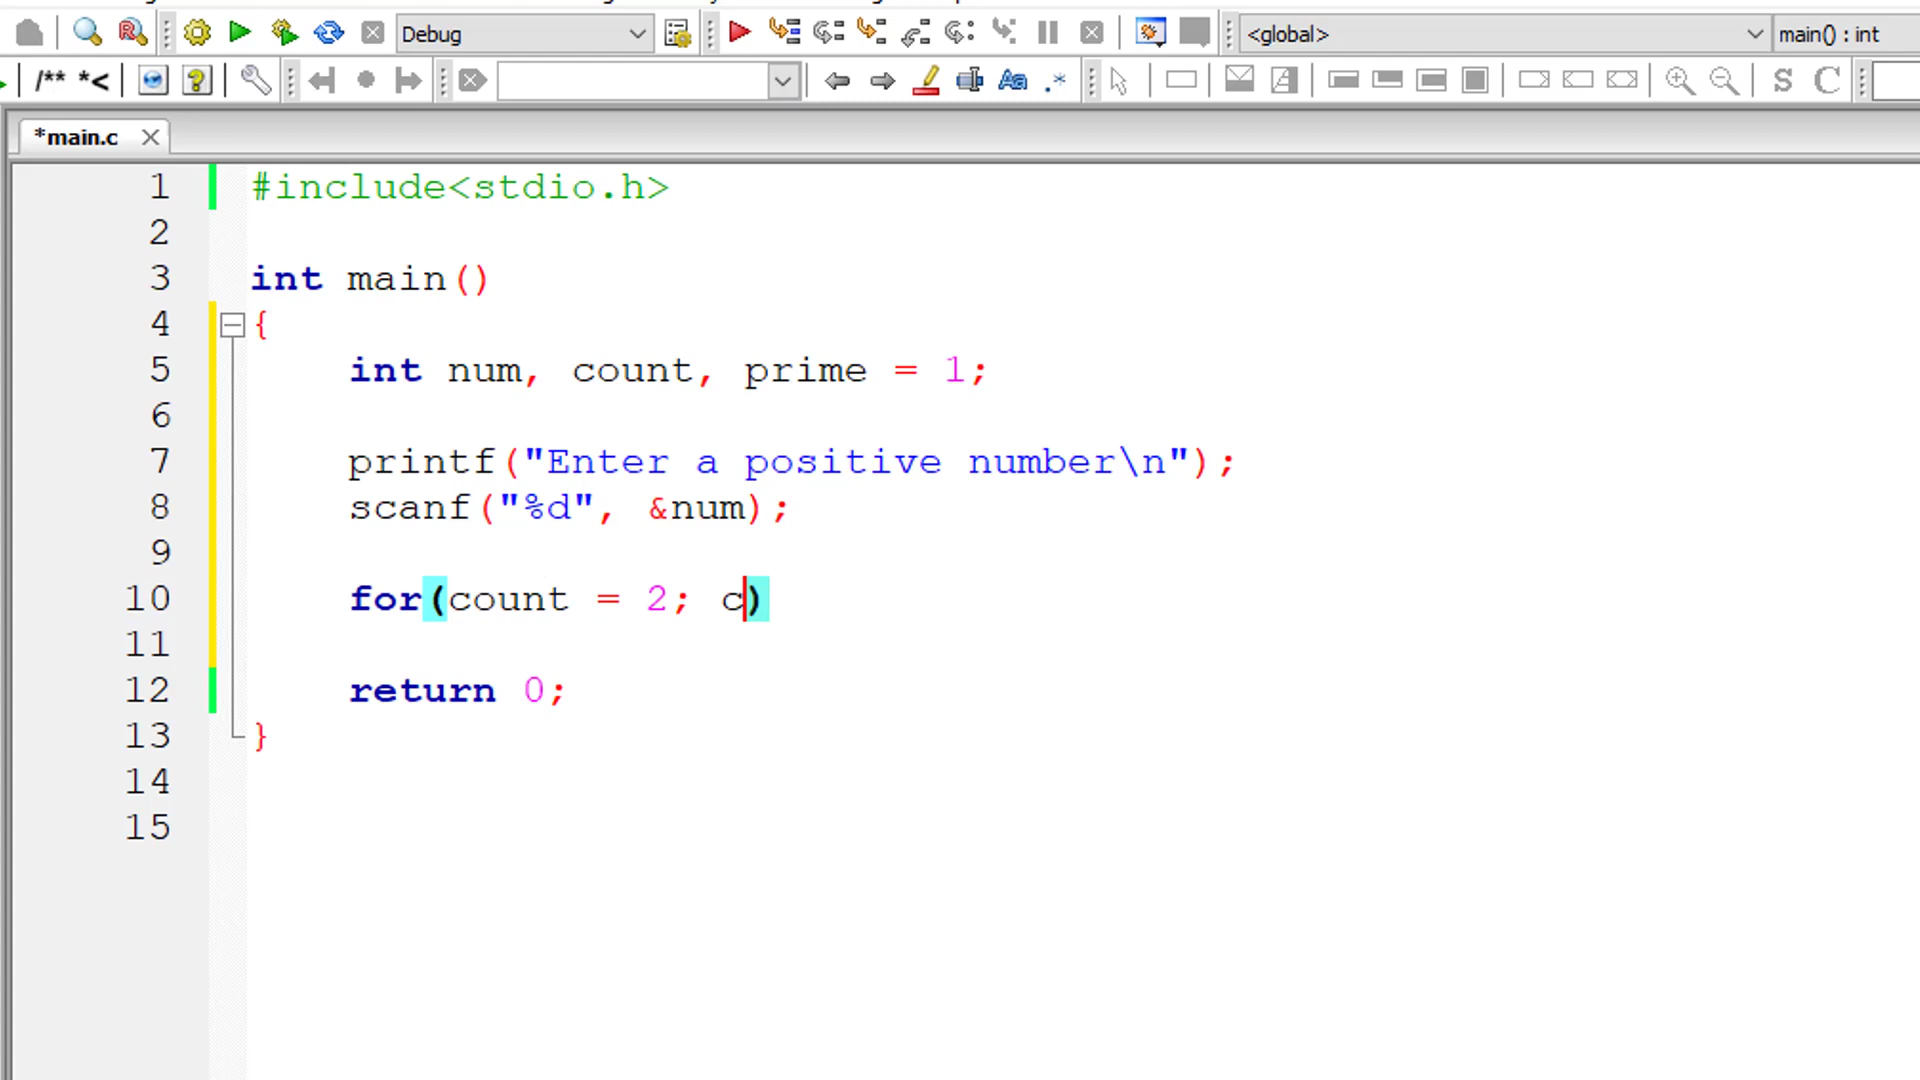 Debug <global> main() : int
/** *< Aa .* S C
*main.c
1 #include<stdio.h>
2
3 int main()
4 {
5 int num, count, prime = 1;
6
7 printf("Enter a positive number\n");
8 scanf("%d", &num);
9
10 for(count = 2; c)
11
12 return 0;
13 }
14
15